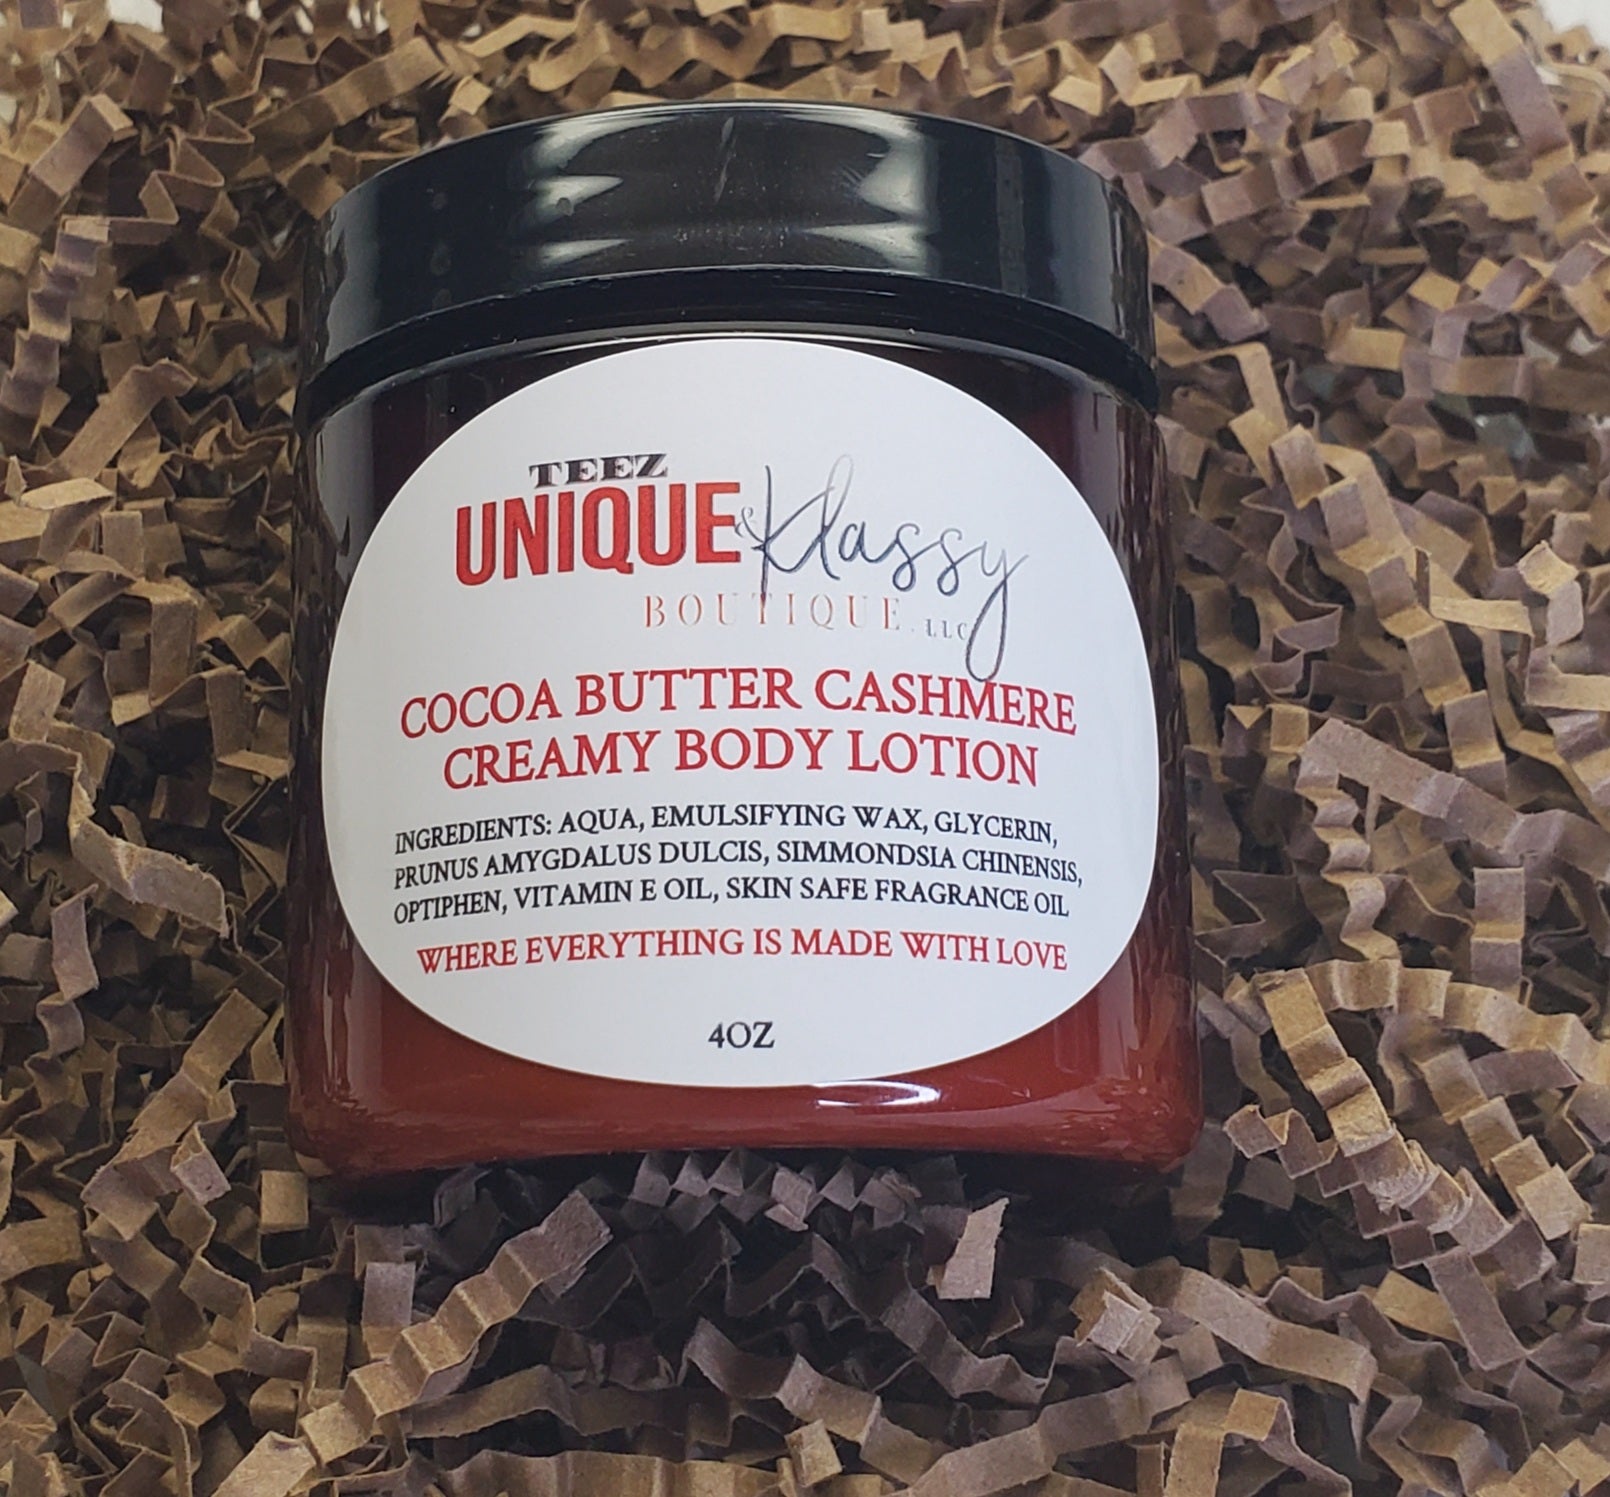 TEEZ
UNIQUE & Klassy
BOUTIQUE, LLC
COCOA BUTTER CASHMERE
CREAMY BODY LOTION
INGREDIENTS: AQUA, EMULSIFYING WAX, GLYCERIN,
PRUNUS AMYGDALUS DULCIS, SIMMONDSIA CHINENSIS,
OPTIPHEN, VITAMIN E OIL, SKIN SAFE FRAGRANCE OIL
WHERE EVERYTHING IS MADE WITH LOVE
4OZ